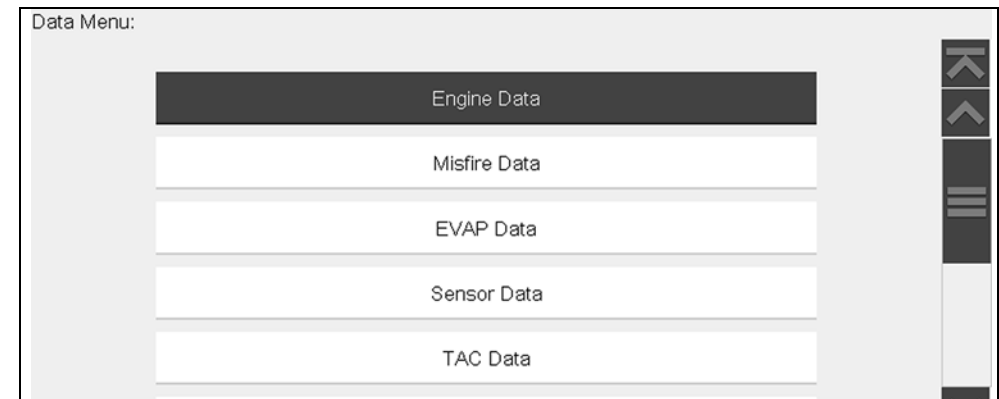 Data Menu:
Engine Data
Misfire Data
EVAP Data
Sensor Data
TAC Data